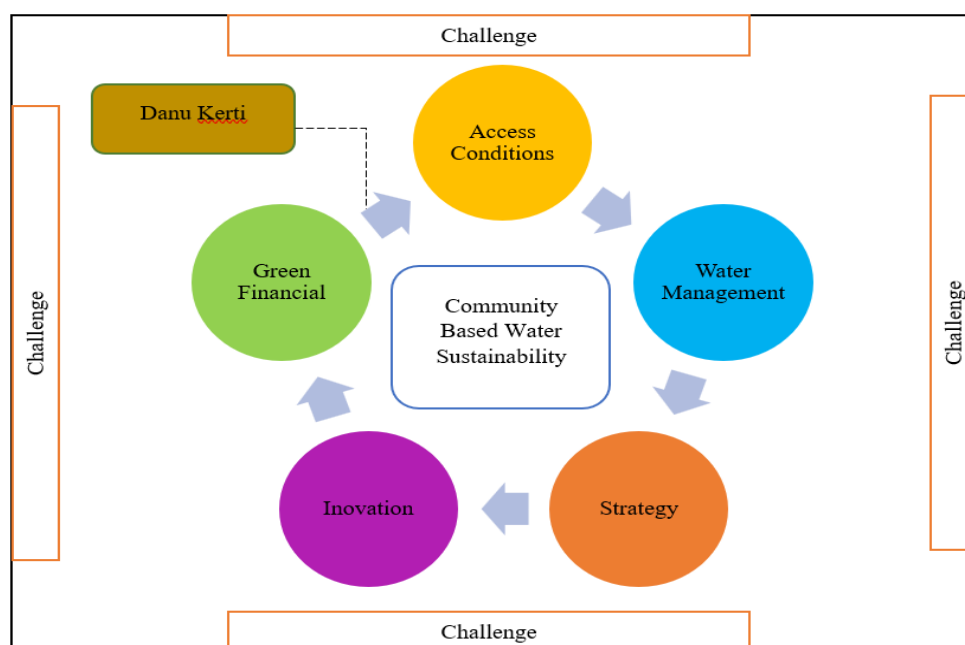 Challenge
Danu Kerti
Access
Conditions
Green
Financial
Water
Management
Community
Based Water
Sustainability
Challenge
Challenge
Inovation
Strategy
Challenge